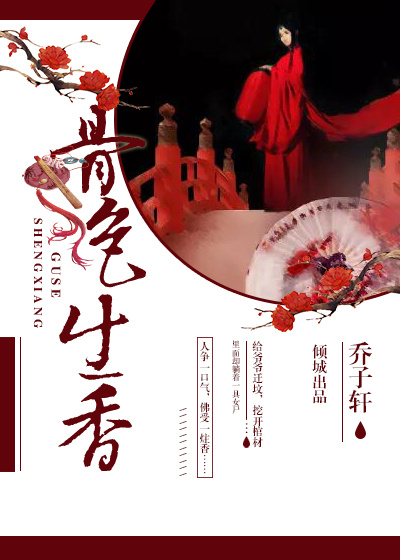 骨色生香
GUSE
SHENGXIANG
乔子轩
倾城出品
给爷爷迁坟，挖开棺材
里面却躺着一具女尸……
人争一口气，佛受一炷香……